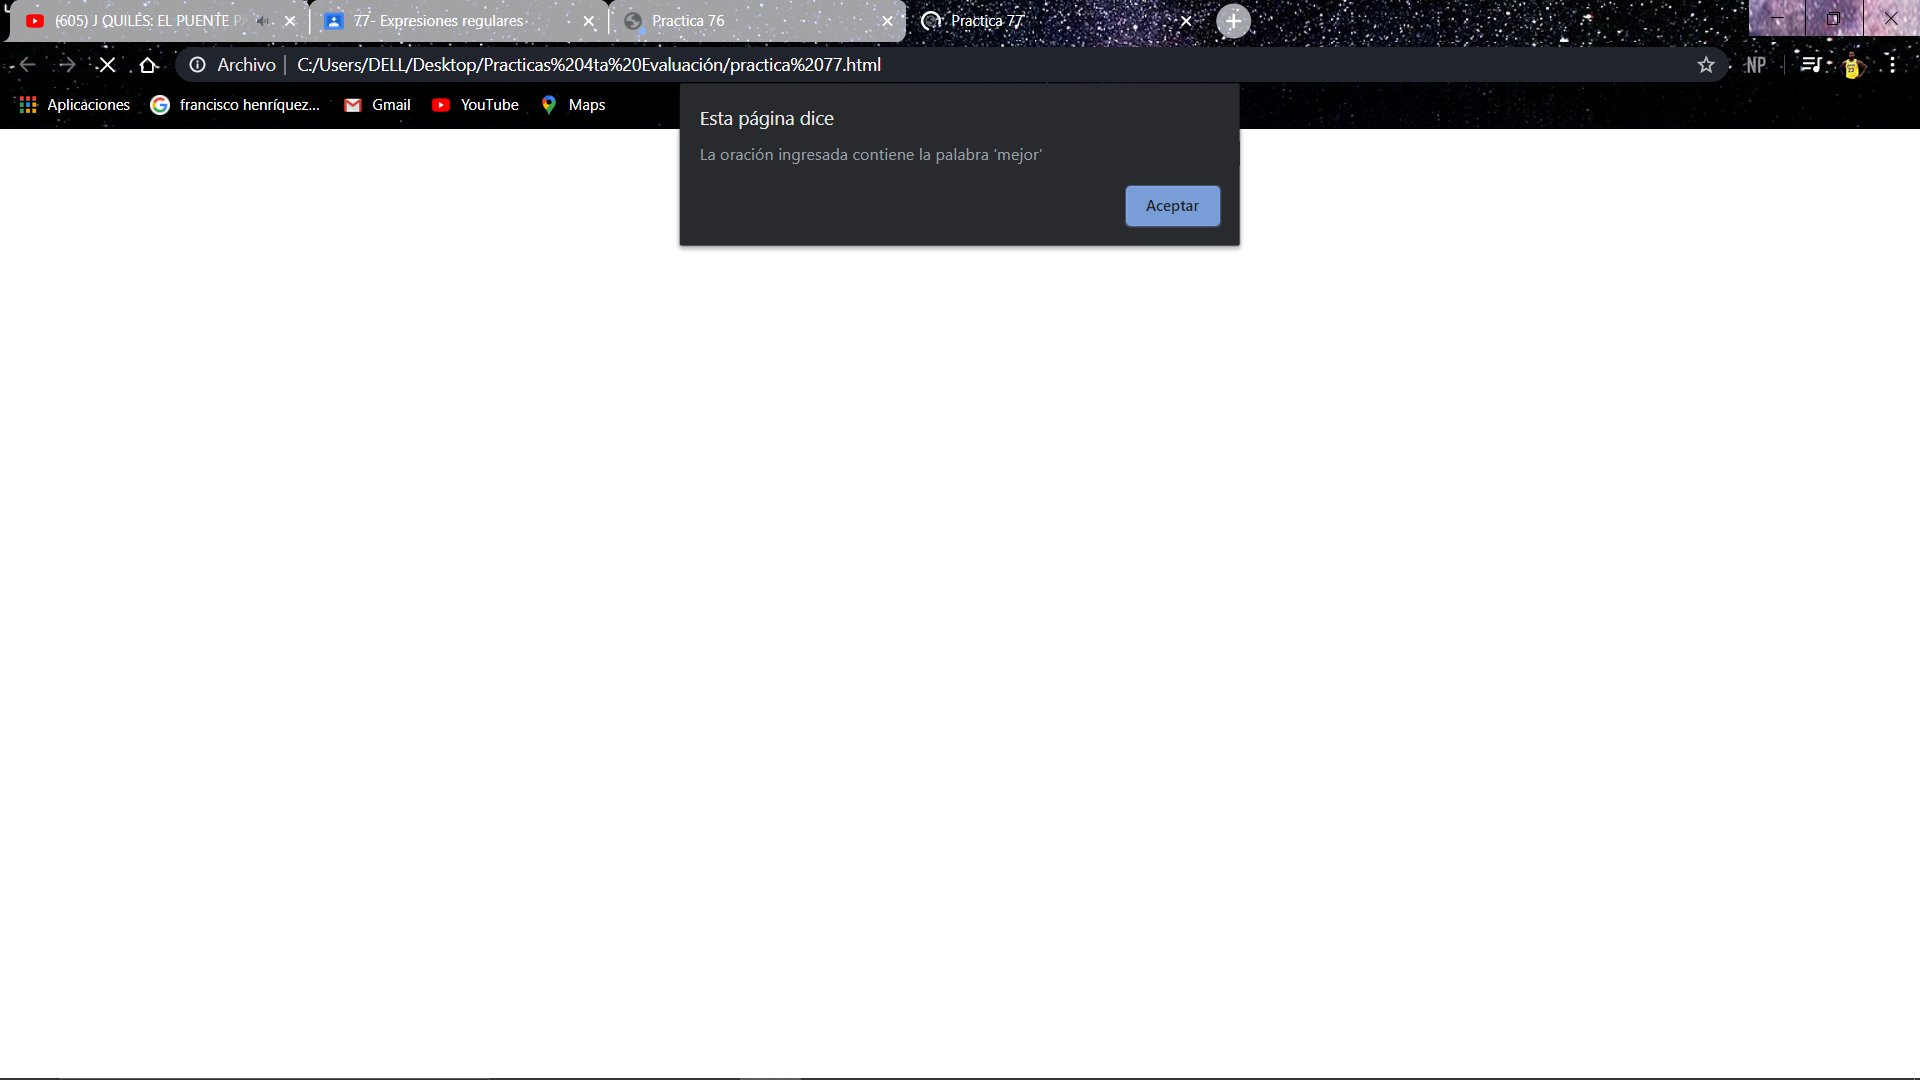 (605) J QUILES: EL PUENTE PA
77- Expresiones regulares
Practica 76
Practica 77
Archivo | C:/Users/DELL/Desktop/Practicas%204ta%20Evaluación/practica%2077.html
NP
Aplicaciones
francisco henríquez...
Gmail
YouTube
Maps
Esta página dice
La oración ingresada contiene la palabra 'mejor'
Aceptar